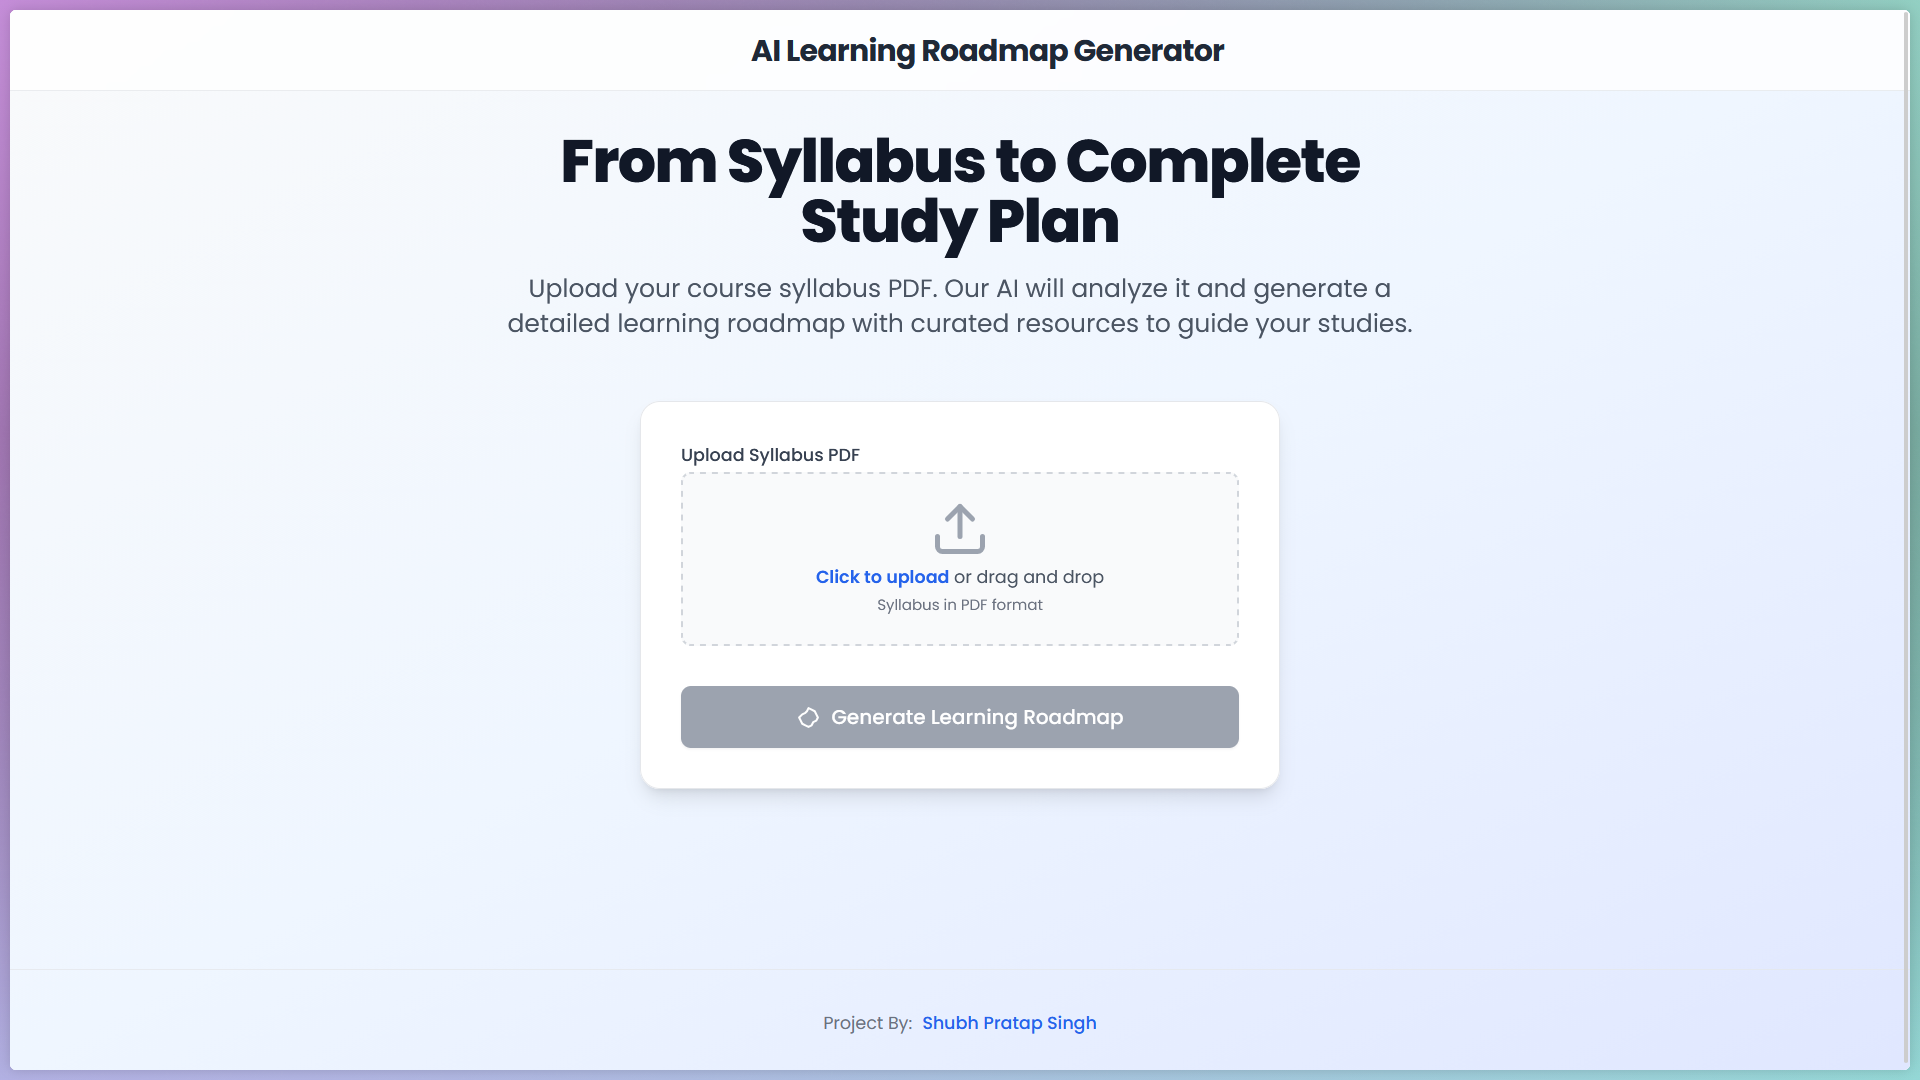 AI Learning Roadmap Generator
From Syllabus to Complete
Study Plan
Upload your course syllabus PDF. Our AI will analyze it and generate a
detailed learning roadmap with curated resources to guide your studies.
Upload Syllabus PDF
Click to upload or drag and drop
Syllabus in PDF format
Generate Learning Roadmap
Project By: Shubh Pratap Singh